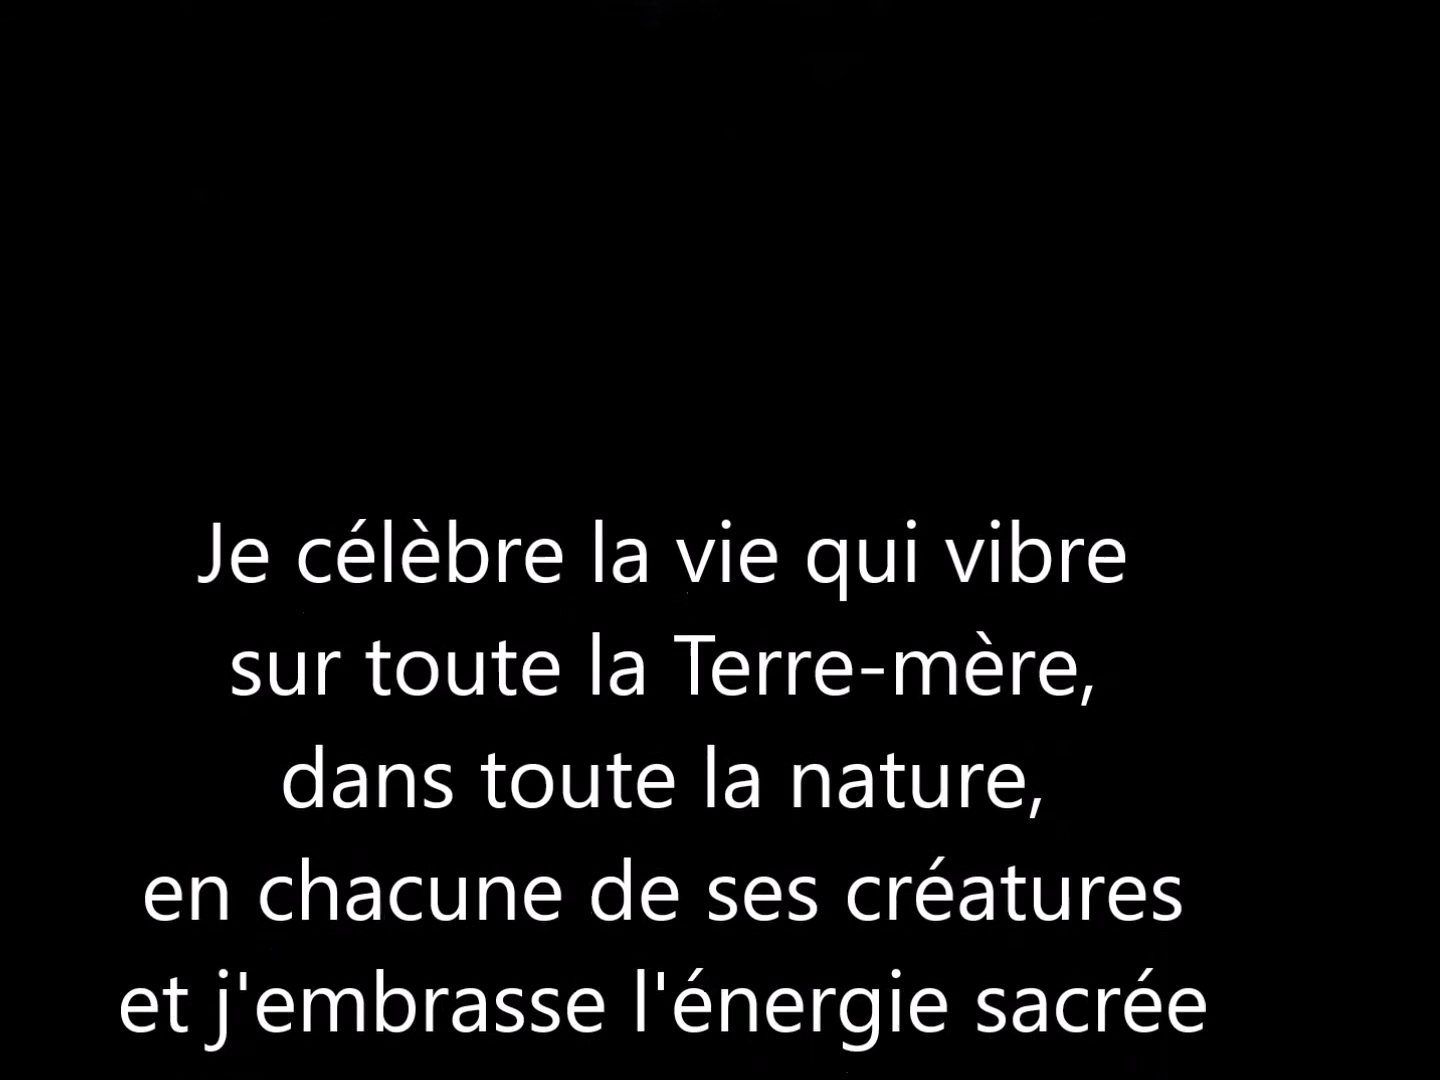 Je célèbre la vie qui vibre
sur toute la Terre-mère,
dans toute la nature,
en chacune de ses créatures
et j'embrasse l'énergie sacrée